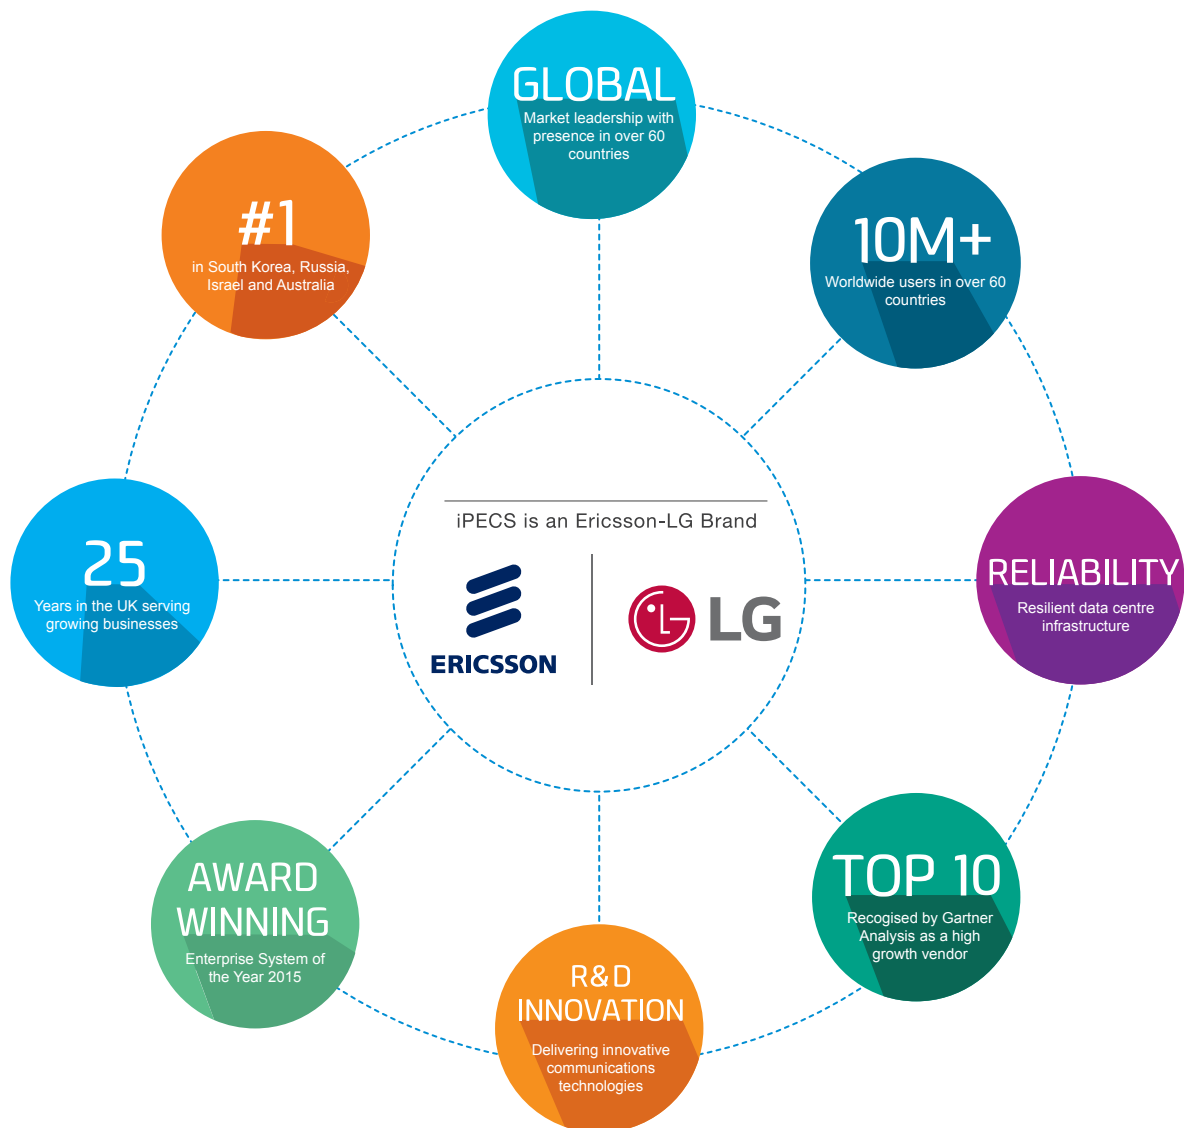 GLOBAL
Market leadership with
presence in over 60
countries
10M+
Worldwide users in over 60
countries
RELIABILITY
Resilient data centre
infrastructure
TOP 10
Recogised by Gartner
Analysis as a high
growth vendor
R&D
INNOVATION
Delivering innovative
communications
technologies
AWARD
WINNING
Enterprise System of
the Year 2015
25
Years in the UK serving
growing businesses
#1
in South Korea, Russia,
Israel and Australia
iPECS is an Ericsson-LG Brand
ERICSSON
LG